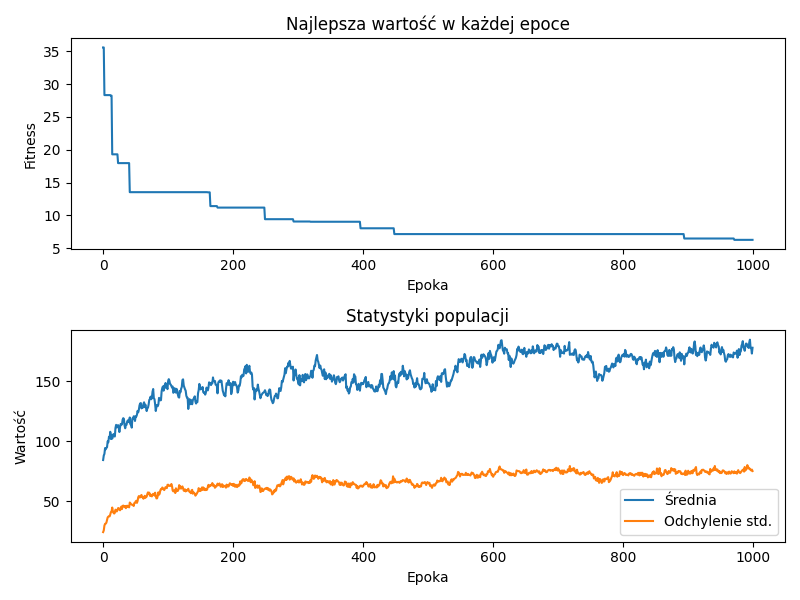 Najlepsza wartość w każdej epoce
35
30
25
20
15
10
5
Fitness
0 200 400 600 800 1000
Epoka
Statystyki populacji
150
100
50
Wartość
Średnia
Odchylenie std.
0 200 400 600 800 1000
Epoka